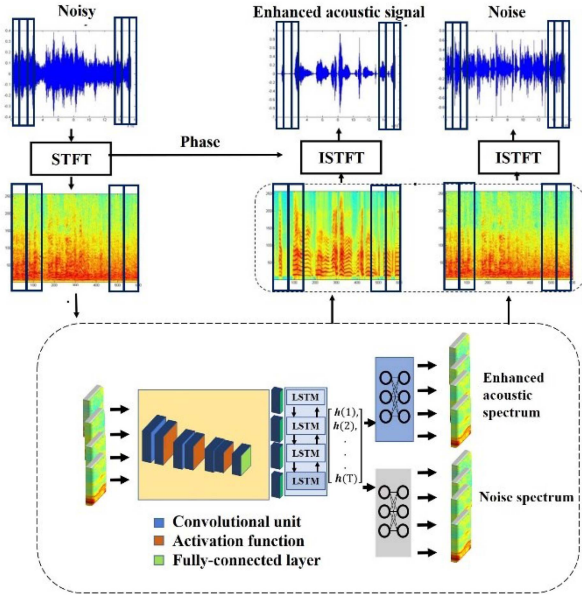 Noisy
Enhanced acoustic signal
Noise
STFT
Phase
ISTFT
ISTFT
LSTM
LSTM
LSTM
LSTM
h(1),
h(2),
.
.
h(T)
Enhanced
acoustic
spectrum
Noise spectrum
Convolutional unit
Activation function
Fully-connected layer